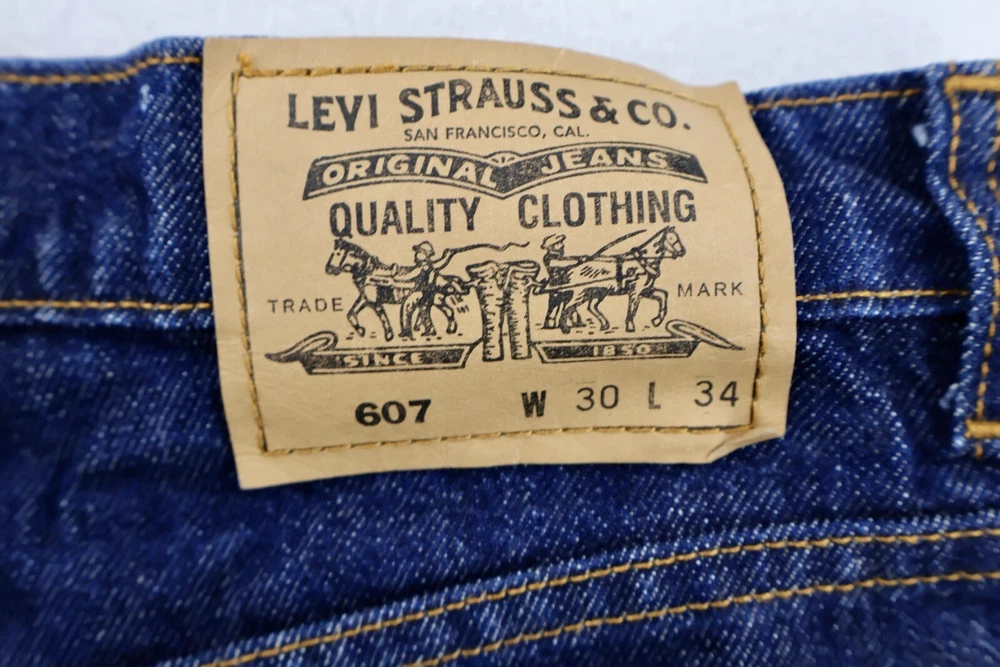 LEVI STRAUSS & CO.
SAN FRANCISCO, CAL.
ORIGINAL JEANS
QUALITY CLOTHING
TRADE MARK
SINCE 1850
607 W 30 L 34